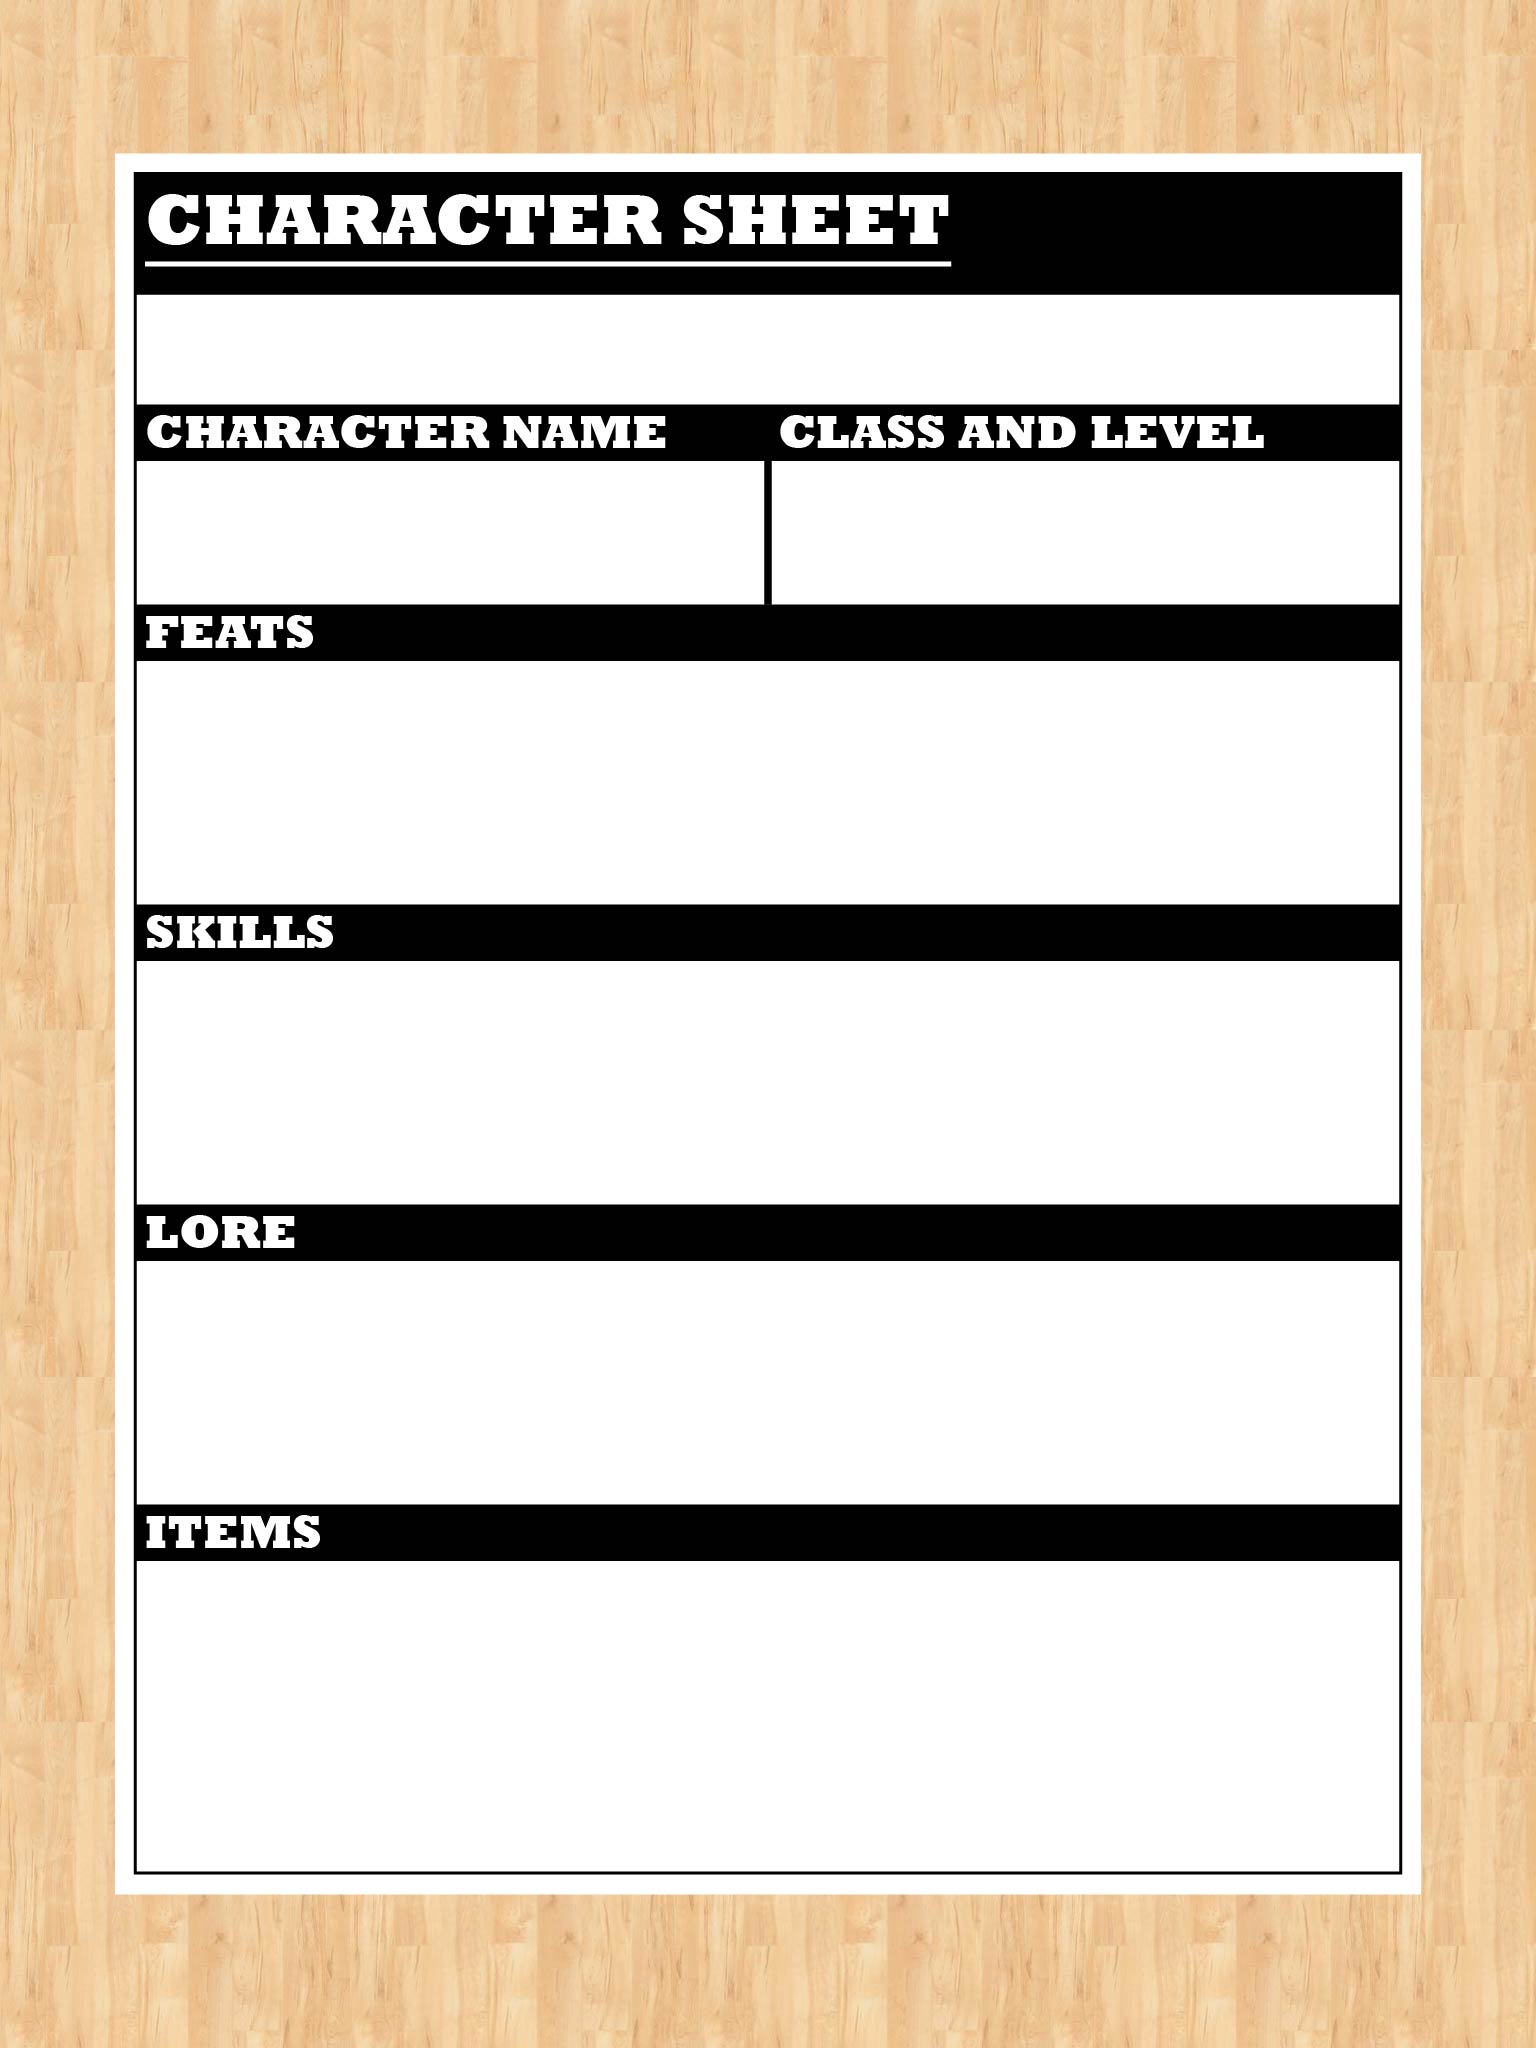 CHARACTER SHEET
CHARACTER NAME
CLASS AND LEVEL
FEATS
SKILLS
LORE
ITEMS